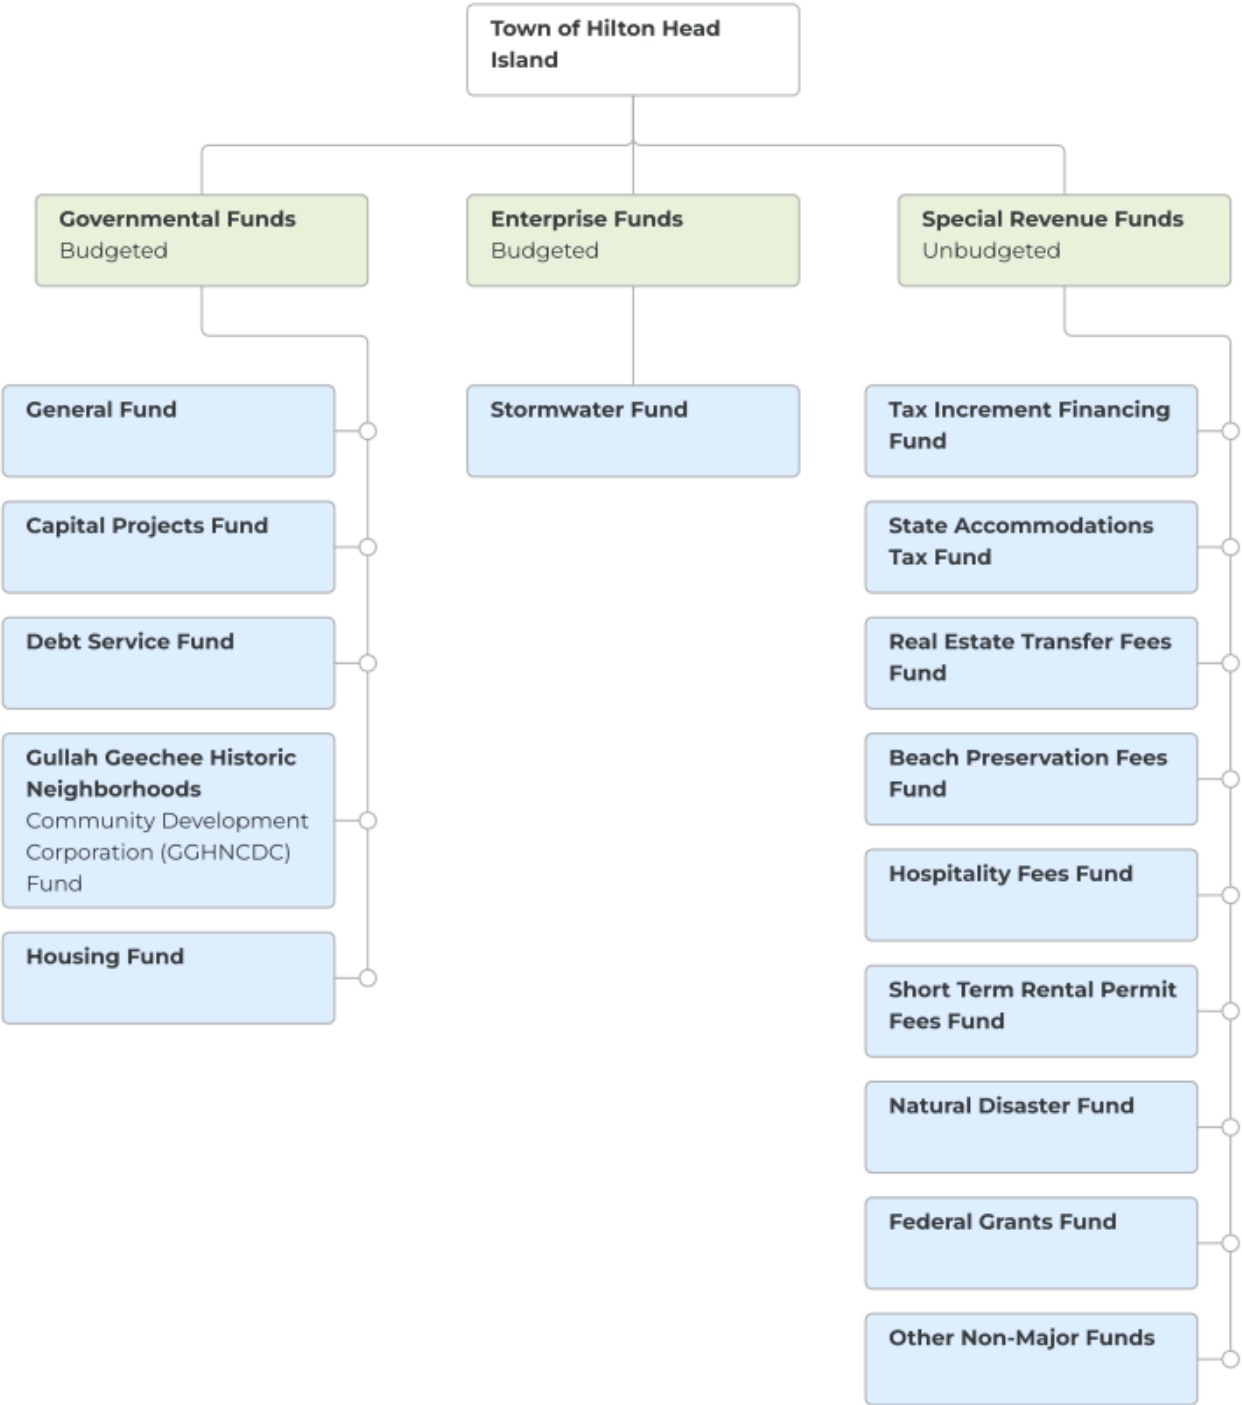 Town of Hilton Head
Island
Governmental Funds
Budgeted
Enterprise Funds
Budgeted
Special Revenue Funds
Unbudgeted
General Fund
Capital Projects Fund
Debt Service Fund
Gullah Geechee Historic
Neighborhoods
Community Development
Corporation (GGHNCDC)
Fund
Housing Fund
Stormwater Fund
Tax Increment Financing
Fund
State Accommodations
Tax Fund
Real Estate Transfer Fees
Fund
Beach Preservation Fees
Fund
Hospitality Fees Fund
Short Term Rental Permit
Fees Fund
Natural Disaster Fund
Federal Grants Fund
Other Non-Major Funds